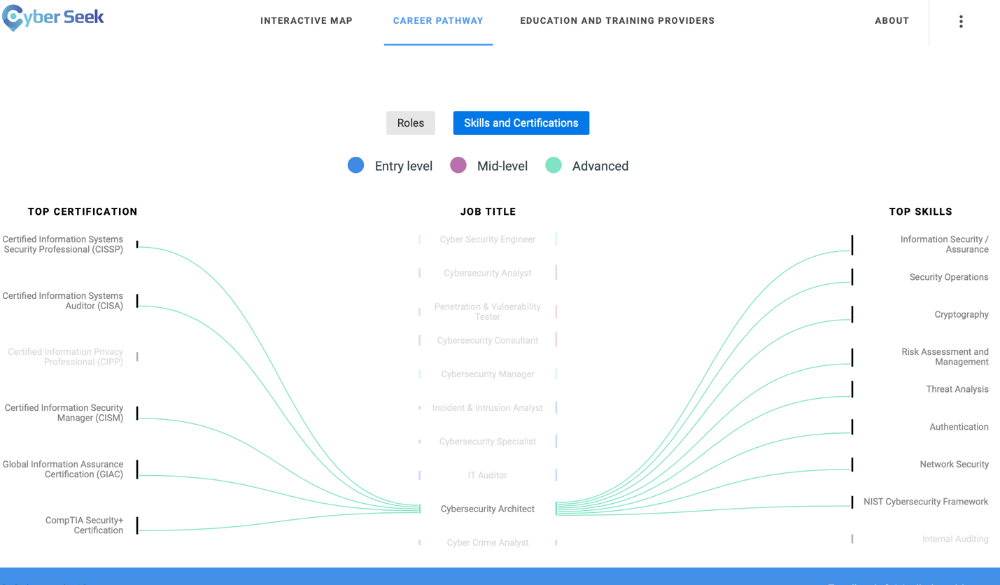 Cyber Seek
INTERACTIVE MAP
CAREER PATHWAY
EDUCATION AND TRAINING PROVIDERS
ABOUT
Roles
Skills and Certifications
Entry level
Mid-level
Advanced
TOP CERTIFICATION
Certified Information Systems
Security Professional (CISSP)
Certified Information Systems
Auditor (CISA)
Certified Information Privacy
Professional (CIPP)
Certified Information Security
Manager (CISM)
Global Information Assurance
Certification (GIAC)
CompTIA Security+
Certification
JOB TITLE
Cyber Security Engineer
Cybersecurity Analyst
Penetration & Vulnerability
Tester
Cybersecurity Consultant
Cybersecurity Manager
Incident & Intrusion Analyst
Cybersecurity Specialist
IT Auditor
Cybersecurity Architect
Cyber Crime Analyst
TOP SKILLS
Information Security /
Assurance
Security Operations
Cryptography
Risk Assessment and
Management
Threat Analysis
Authentication
Network Security
NIST Cybersecurity Framework
Internal Auditing